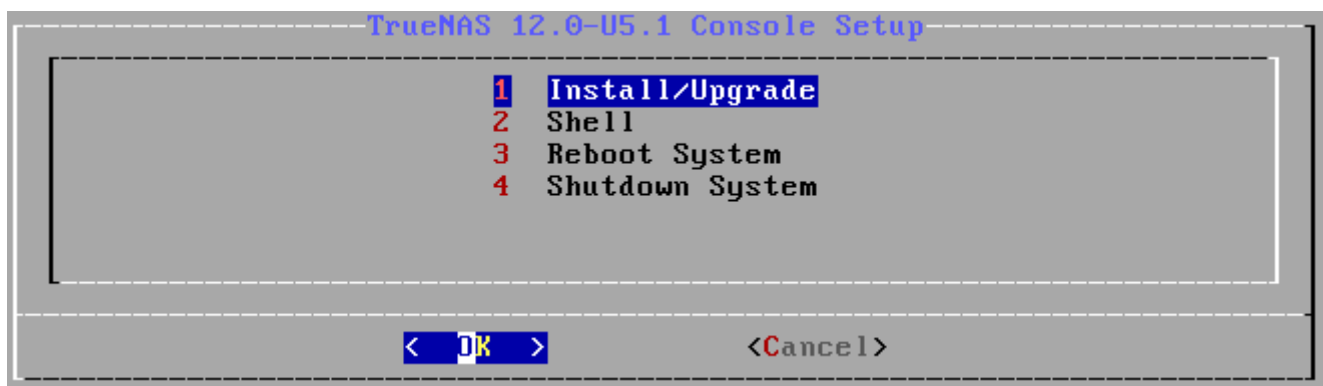 TrueNAS 12.0-U5.1 Console Setup
1 Install/Upgrade
2 Shell
3 Reboot System
4 Shutdown System
< OK > <Cancel>